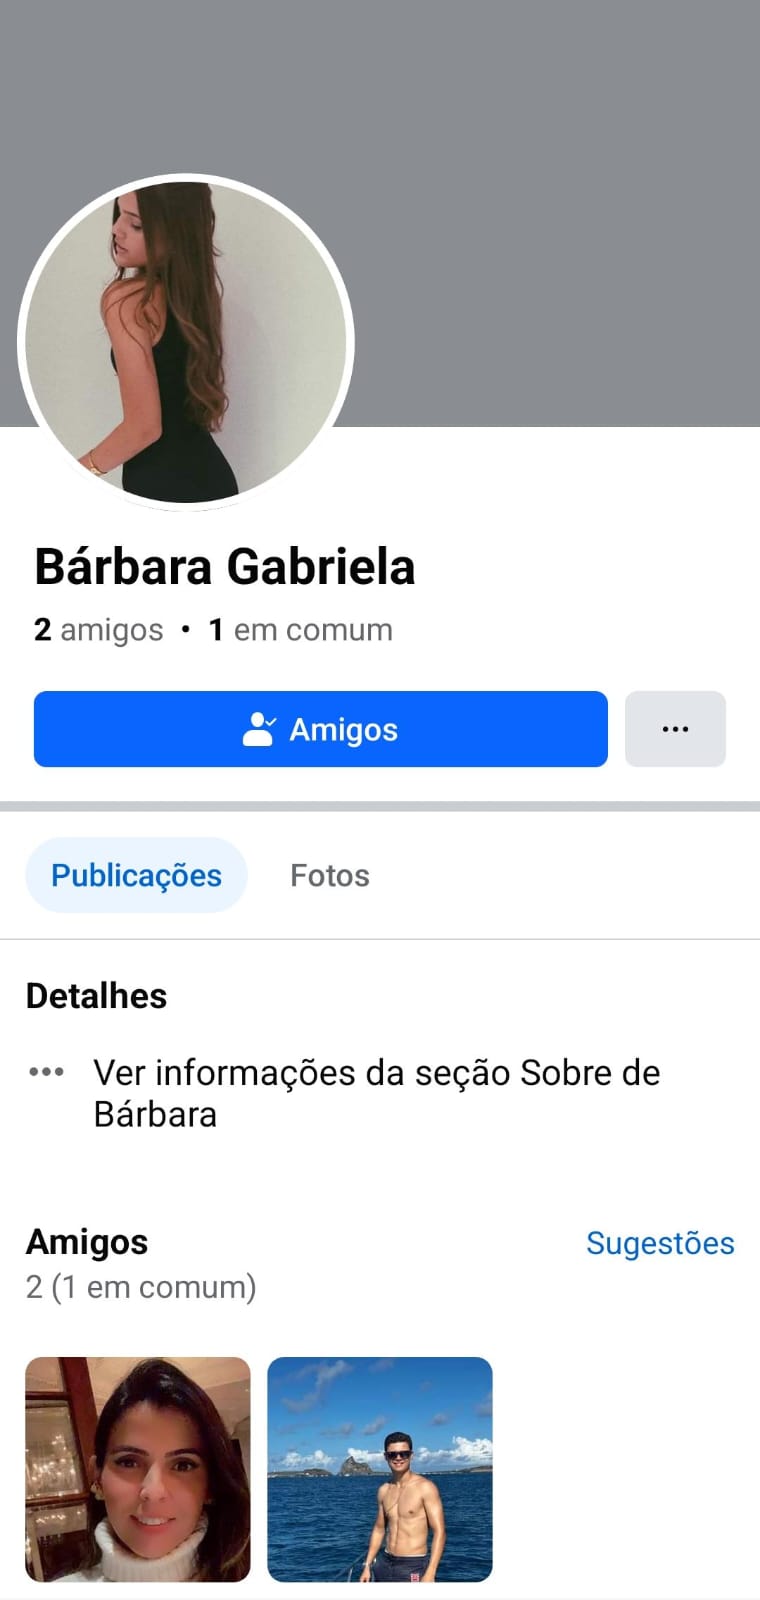 Bárbara Gabriela
2 amigos • 1 em comum
Amigos
Publicações Fotos
Detalhes
Ver informações da seção Sobre de
Bárbara
Amigos Sugestões
2 (1 em comum)